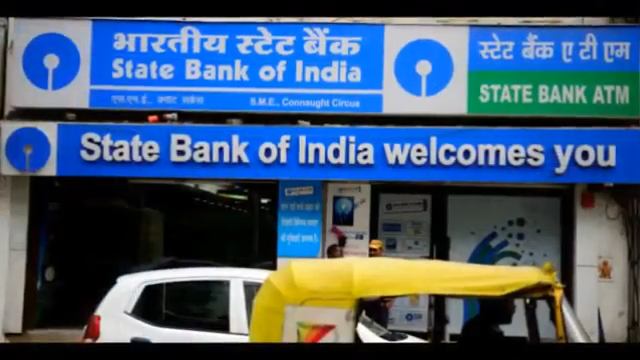 भारतीय स्टेट बैंक
State Bank of India
S.M.E., Connaught Circus
स्टेट बैंक ए टी एम
STATE BANK ATM
State Bank of India welcomes you